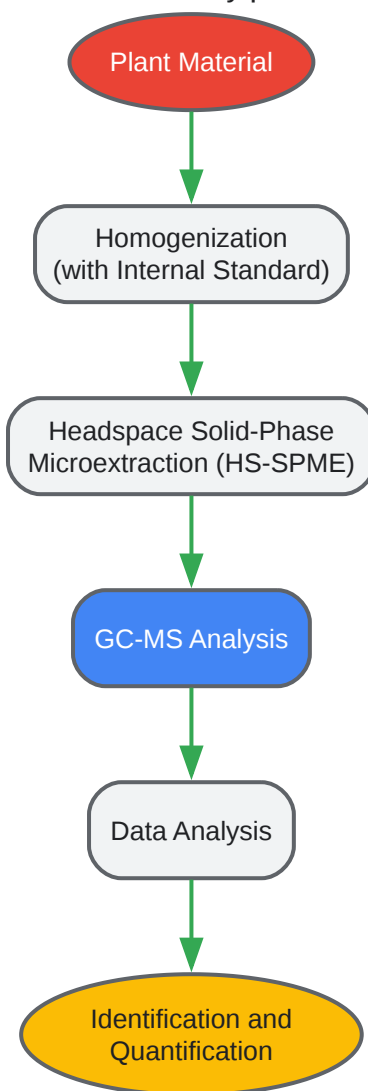 Plant Material
Homogenization
(with Internal Standard)
Headspace Solid-Phase
Microextraction (HS-SPME)
GC-MS Analysis
Data Analysis
Identification and
Quantification